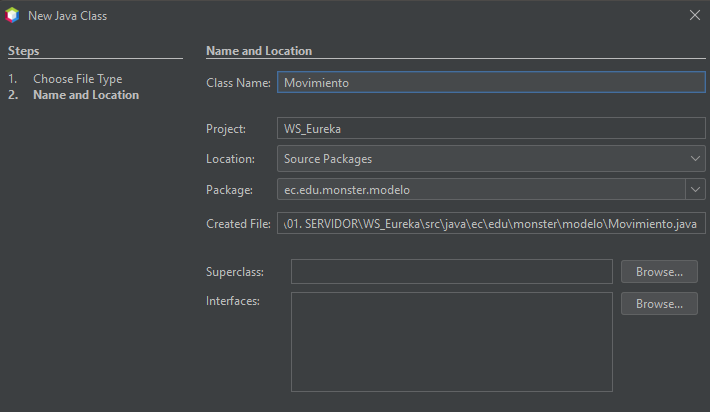 New Java Class
Steps
1. Choose File Type
2. Name and Location
Name and Location
Class Name: Movimiento
Project: WS_Eureka
Location: Source Packages
Package: ec.edu.monster.modelo
Created File: \01. SERVIDOR\WS_Eureka\src\java\ec\edu\monster\modelo\Movimiento.java
Superclass: Browse...
Interfaces: Browse...